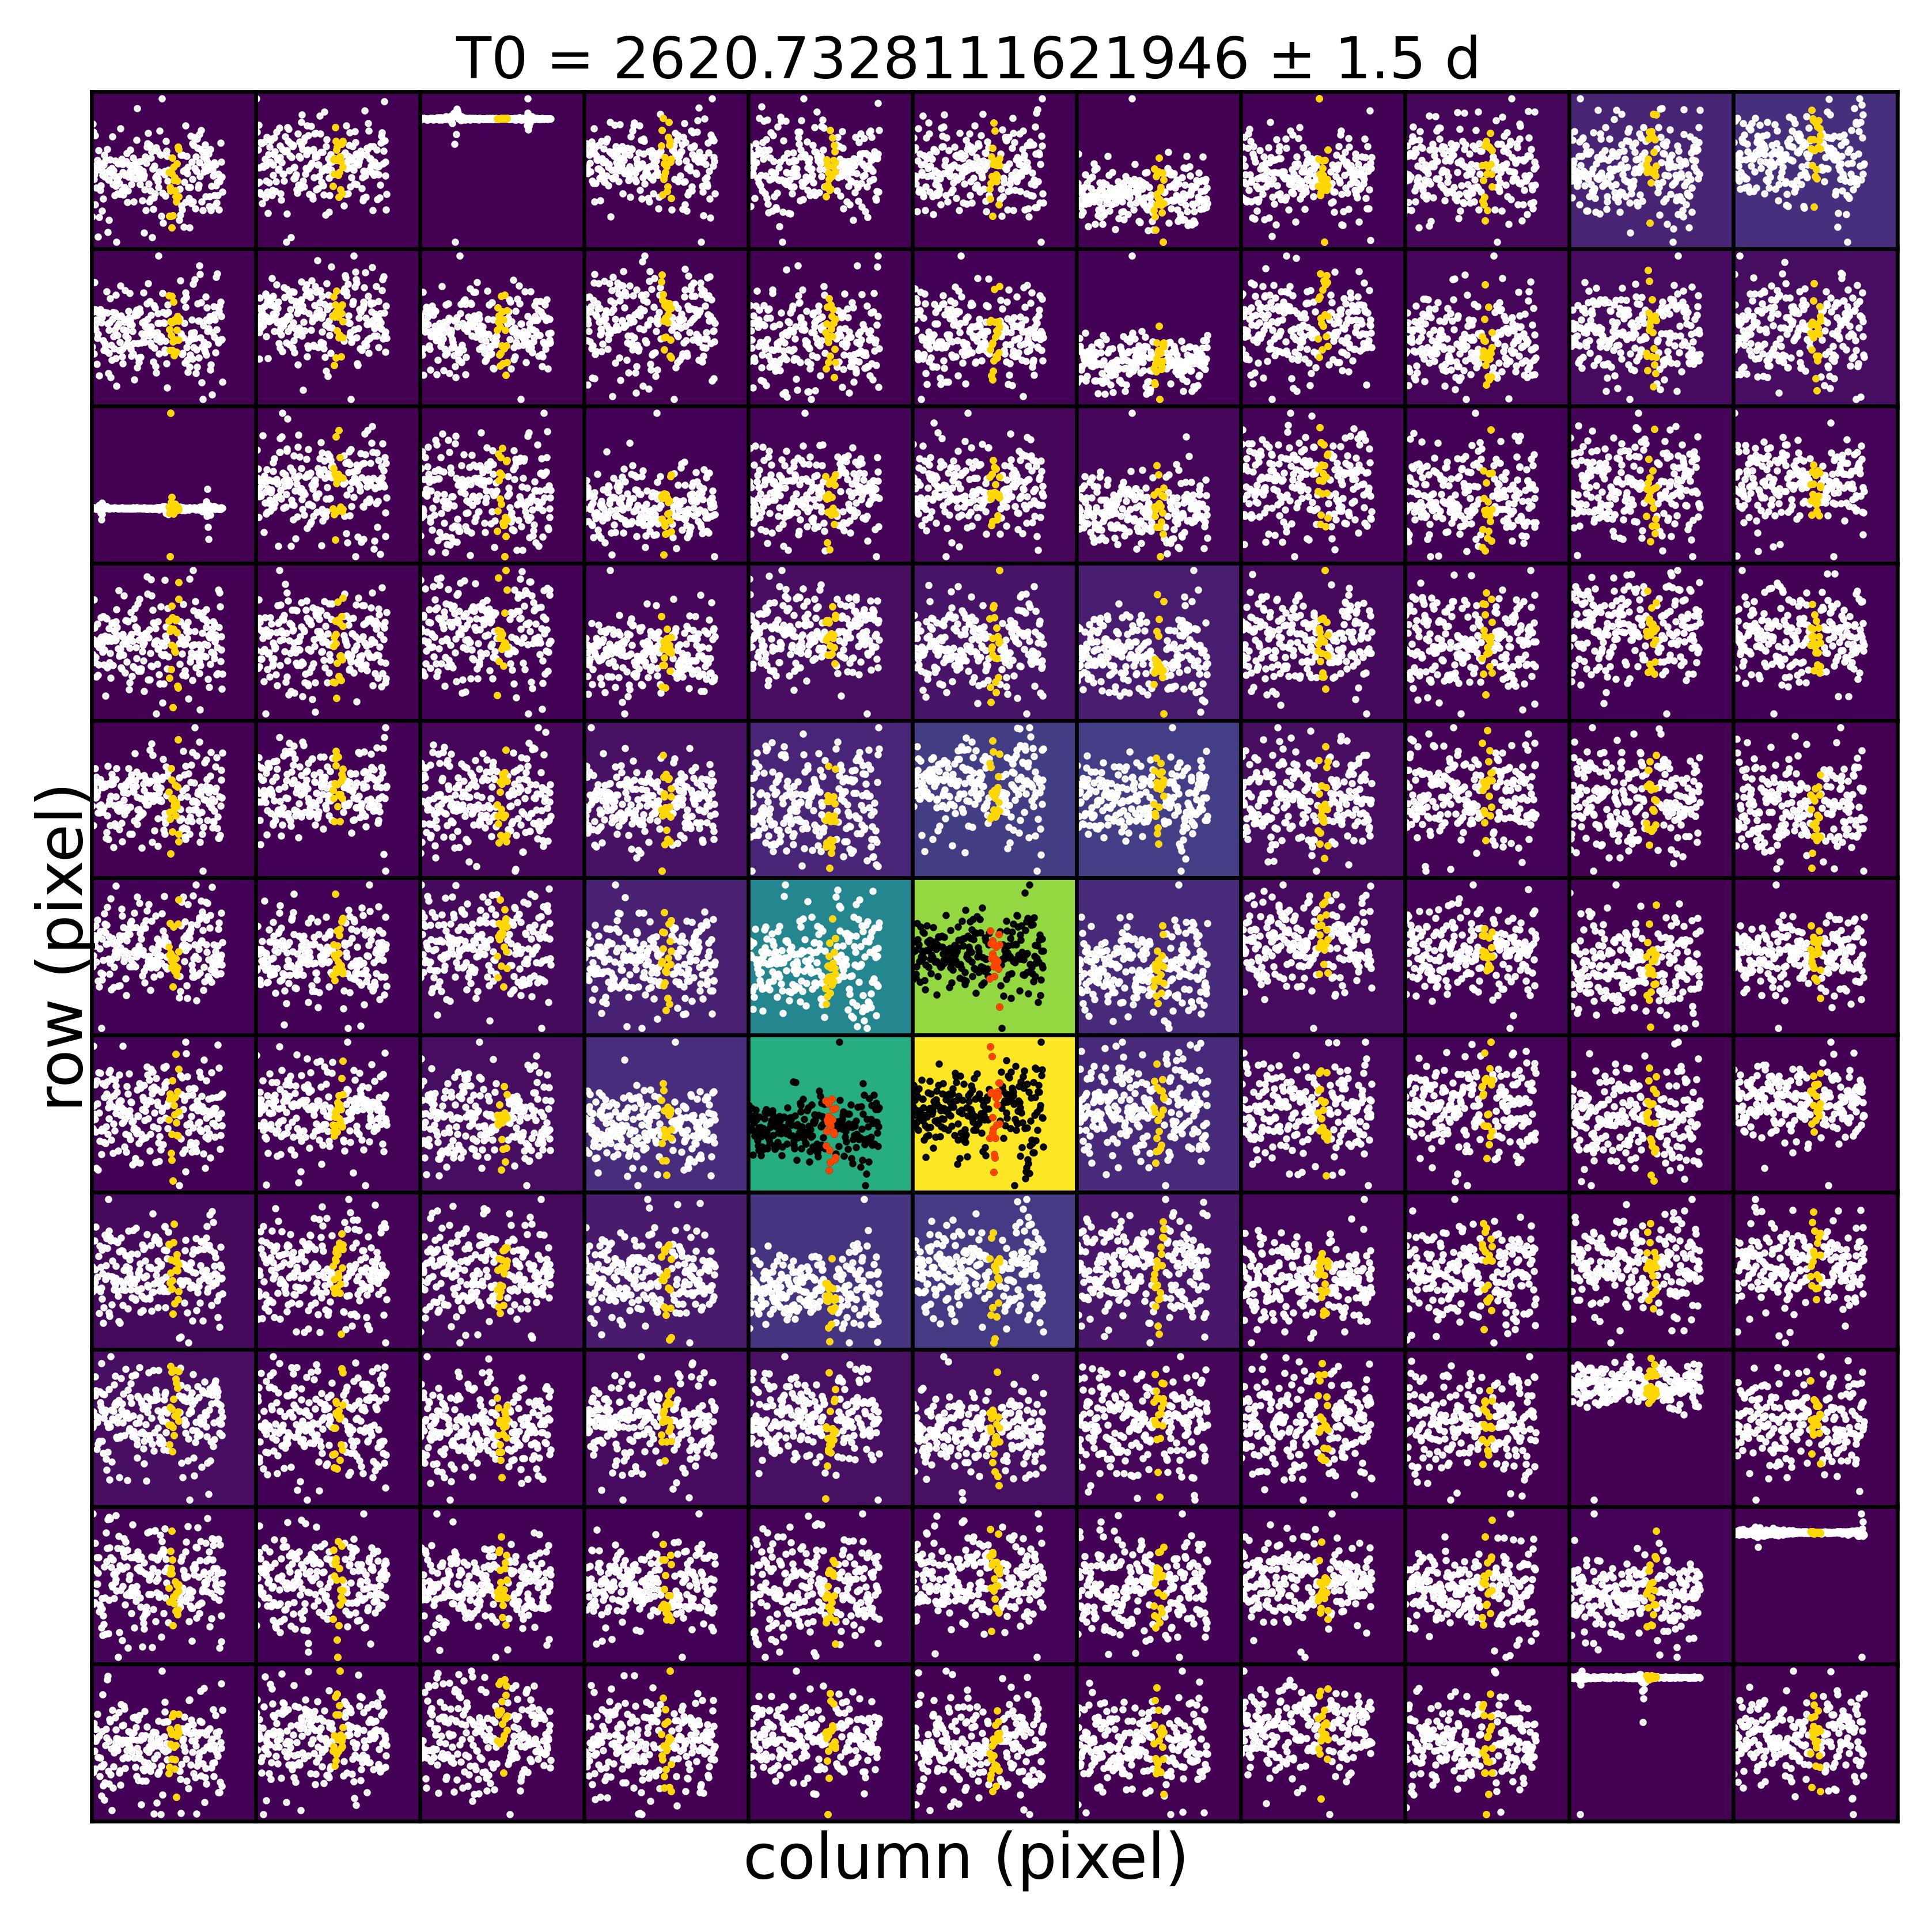 T0 = 2620.7328111621946 ± 1.5 d
row (pixel)
column (pixel)